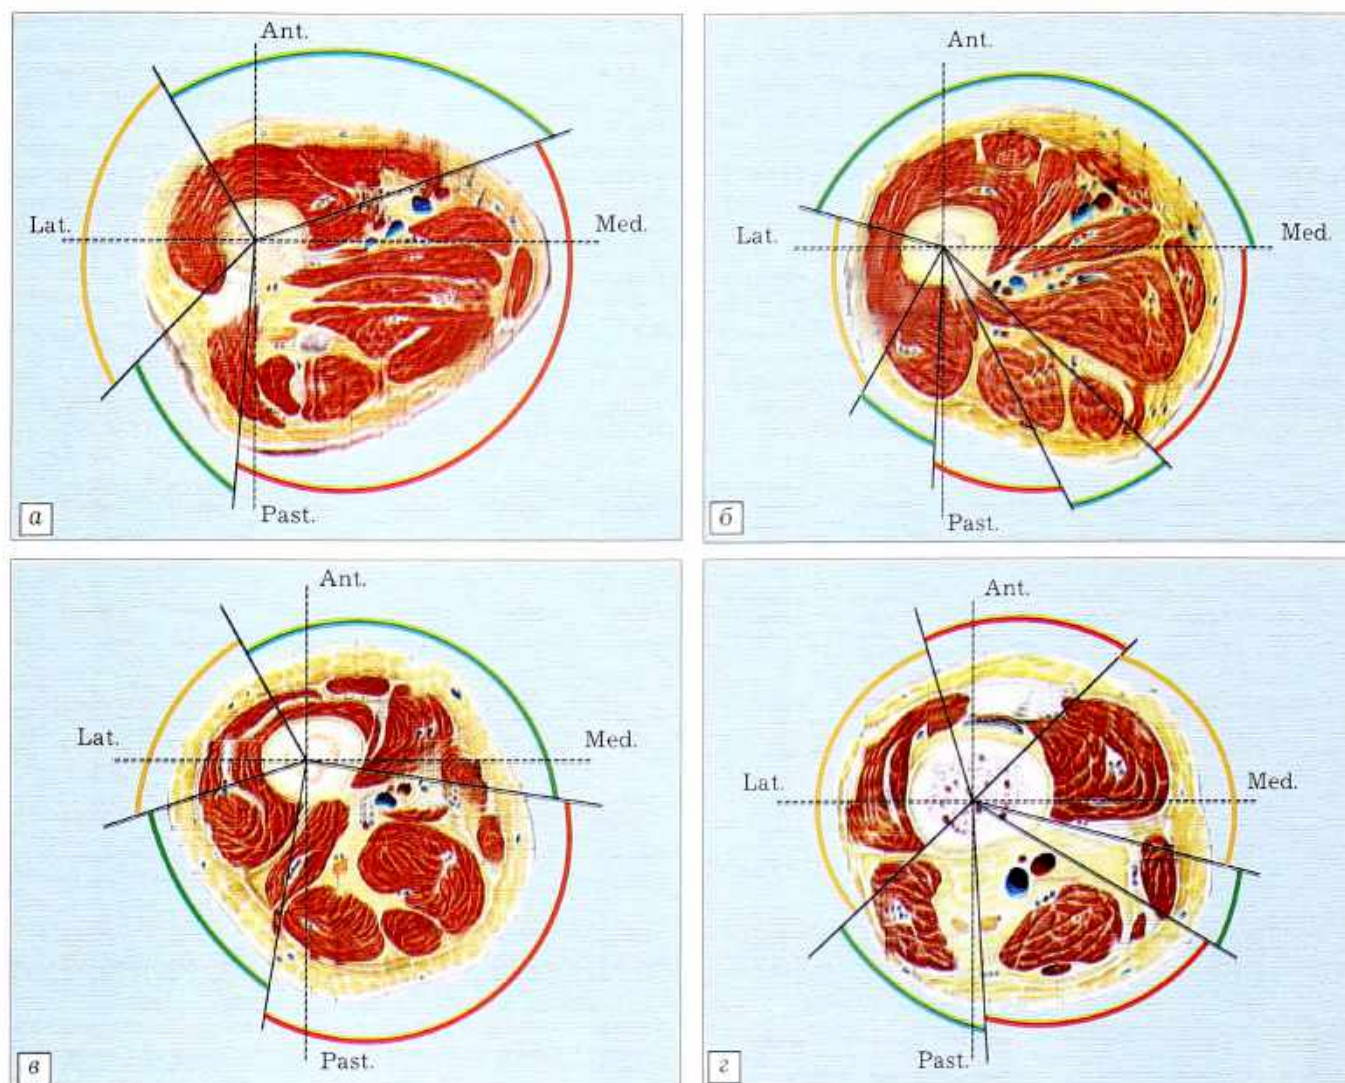 Ant.
Lat.
Med.
Past.
а
Ant.
Lat.
Med.
Past.
б
Ant.
Lat.
Med.
Past.
в
Ant.
Lat.
Med.
Past.
г